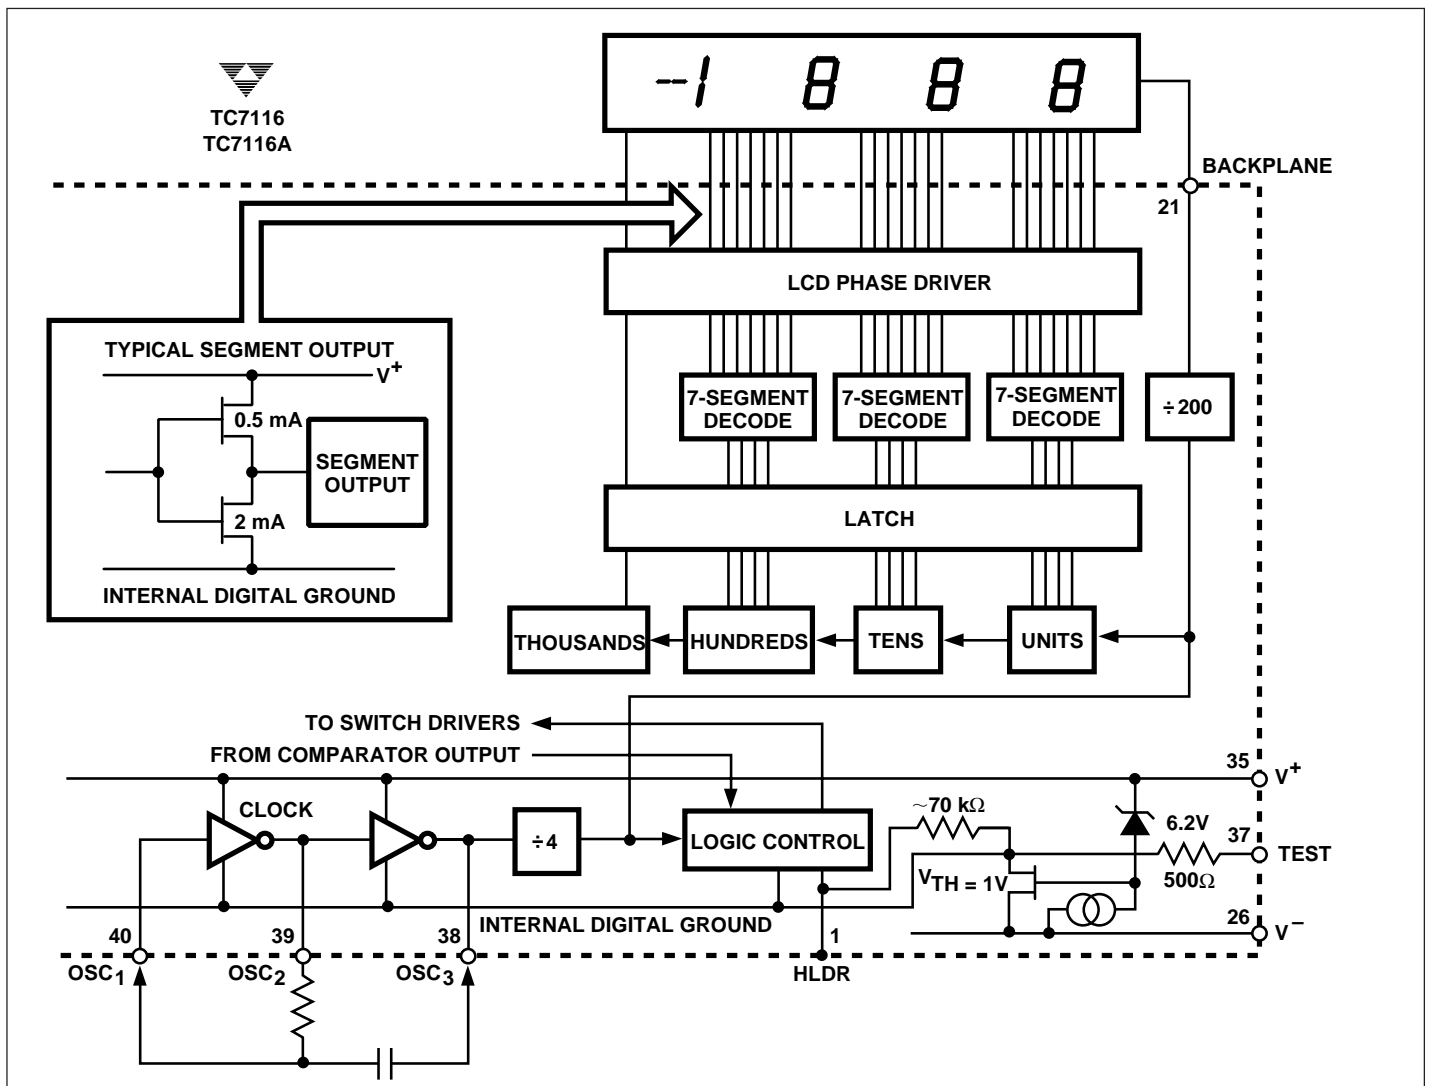 -1 8 8 8
TC7116
TC7116A
BACKPLANE
21
LCD PHASE DRIVER
TYPICAL SEGMENT OUTPUT
V+
0.5 mA
SEGMENT
OUTPUT
2 mA
INTERNAL DIGITAL GROUND
7-SEGMENT
DECODE
7-SEGMENT
DECODE
7-SEGMENT
DECODE
÷200
LATCH
THOUSANDS
HUNDREDS
TENS
UNITS
TO SWITCH DRIVERS
FROM COMPARATOR OUTPUT
35
V+
CLOCK
~70 kΩ
6.2V
37
÷4
LOGIC CONTROL
TEST
VTH = 1V
500Ω
INTERNAL DIGITAL GROUND
26
V–
40
39
38
1
OSC1
OSC2
OSC3
HLDR